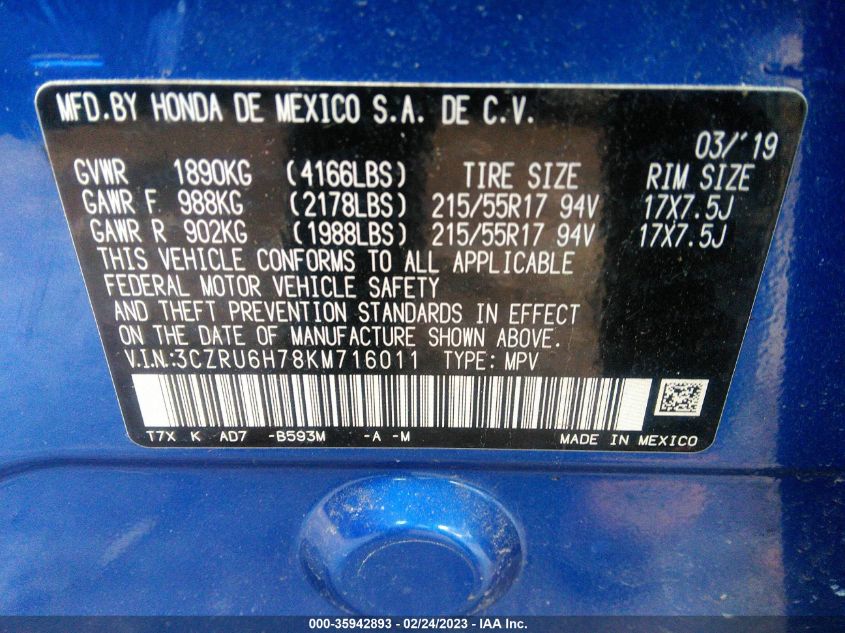 MFD.BY HONDA DE MEXICO S.A. DE C.V.
03/'19
GVWR 1890KG (4166LBS) TIRE SIZE RIM SIZE
GAWR F. 988KG (2178LBS) 215/55R17 94V 17X7.5J
GAWR R 902KG (1988LBS) 215/55R17 94V 17X7.5J
THIS VEHICLE CONFORMS TO ALL APPLICABLE
FEDERAL MOTOR VEHICLE SAFETY
AND THEFT PREVENTION STANDARDS IN EFFECT
ON THE DATE OF MANUFACTURE SHOWN ABOVE.
V.I.N:3CZRU6H78KM716011 TYPE: MPV
T7X K AD7 -B593M -A -M MADE IN MEXICO
000-35942893 - 02/24/2023 - IAA Inc.